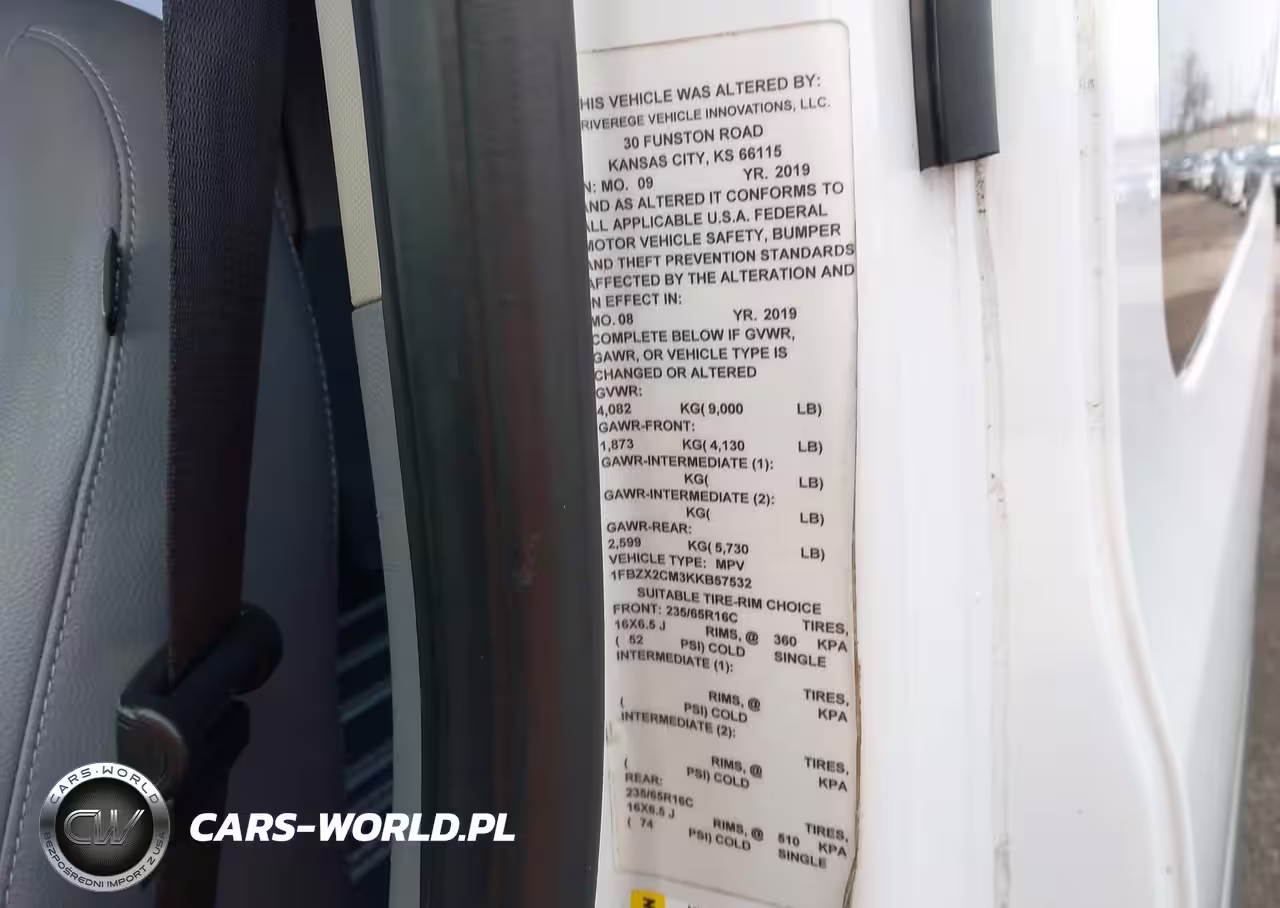 HIS VEHICLE WAS ALTERED BY:
RIVEREGE VEHICLE INNOVATIONS, LLC.
30 FUNSTON ROAD
KANSAS CITY, KS 66115
N: MO. 09 YR. 2019
AND AS ALTERED IT CONFORMS TO
ALL APPLICABLE U.S.A. FEDERAL
MOTOR VEHICLE SAFETY, BUMPER
AND THEFT PREVENTION STANDARDS
AFFECTED BY THE ALTERATION AND
N EFFECT IN:
MO. 08 YR. 2019
COMPLETE BELOW IF GVWR,
GAWR, OR VEHICLE TYPE IS
CHANGED OR ALTERED
GVWR:
4,082 KG( 9,000 LB)
GAWR-FRONT:
1,873 KG( 4,130 LB)
GAWR-INTERMEDIATE (1):
KG( LB)
GAWR-INTERMEDIATE (2):
KG( LB)
GAWR-REAR:
2,599 KG( 5,730 LB)
VEHICLE TYPE: MPV
1FBZX2CM3KKB57532
SUITABLE TIRE-RIM CHOICE
FRONT: 235/65R16C TIRES,
16X6.5 J RIMS, @ 360 KPA
( 52 PSI) COLD SINGLE
INTERMEDIATE (1):
TIRES,
( RIMS, @ KPA
PSI) COLD
INTERMEDIATE (2):
TIRES,
( RIMS, @ KPA
PSI) COLD
REAR:
235/65R16C TIRES,
16X6.5 J RIMS, @ 510 KPA
( 74 PSI) COLD SINGLE
CARS-WORLD
CW
BEZPOŚREDNI IMPORT Z USA
CARS-WORLD.PL